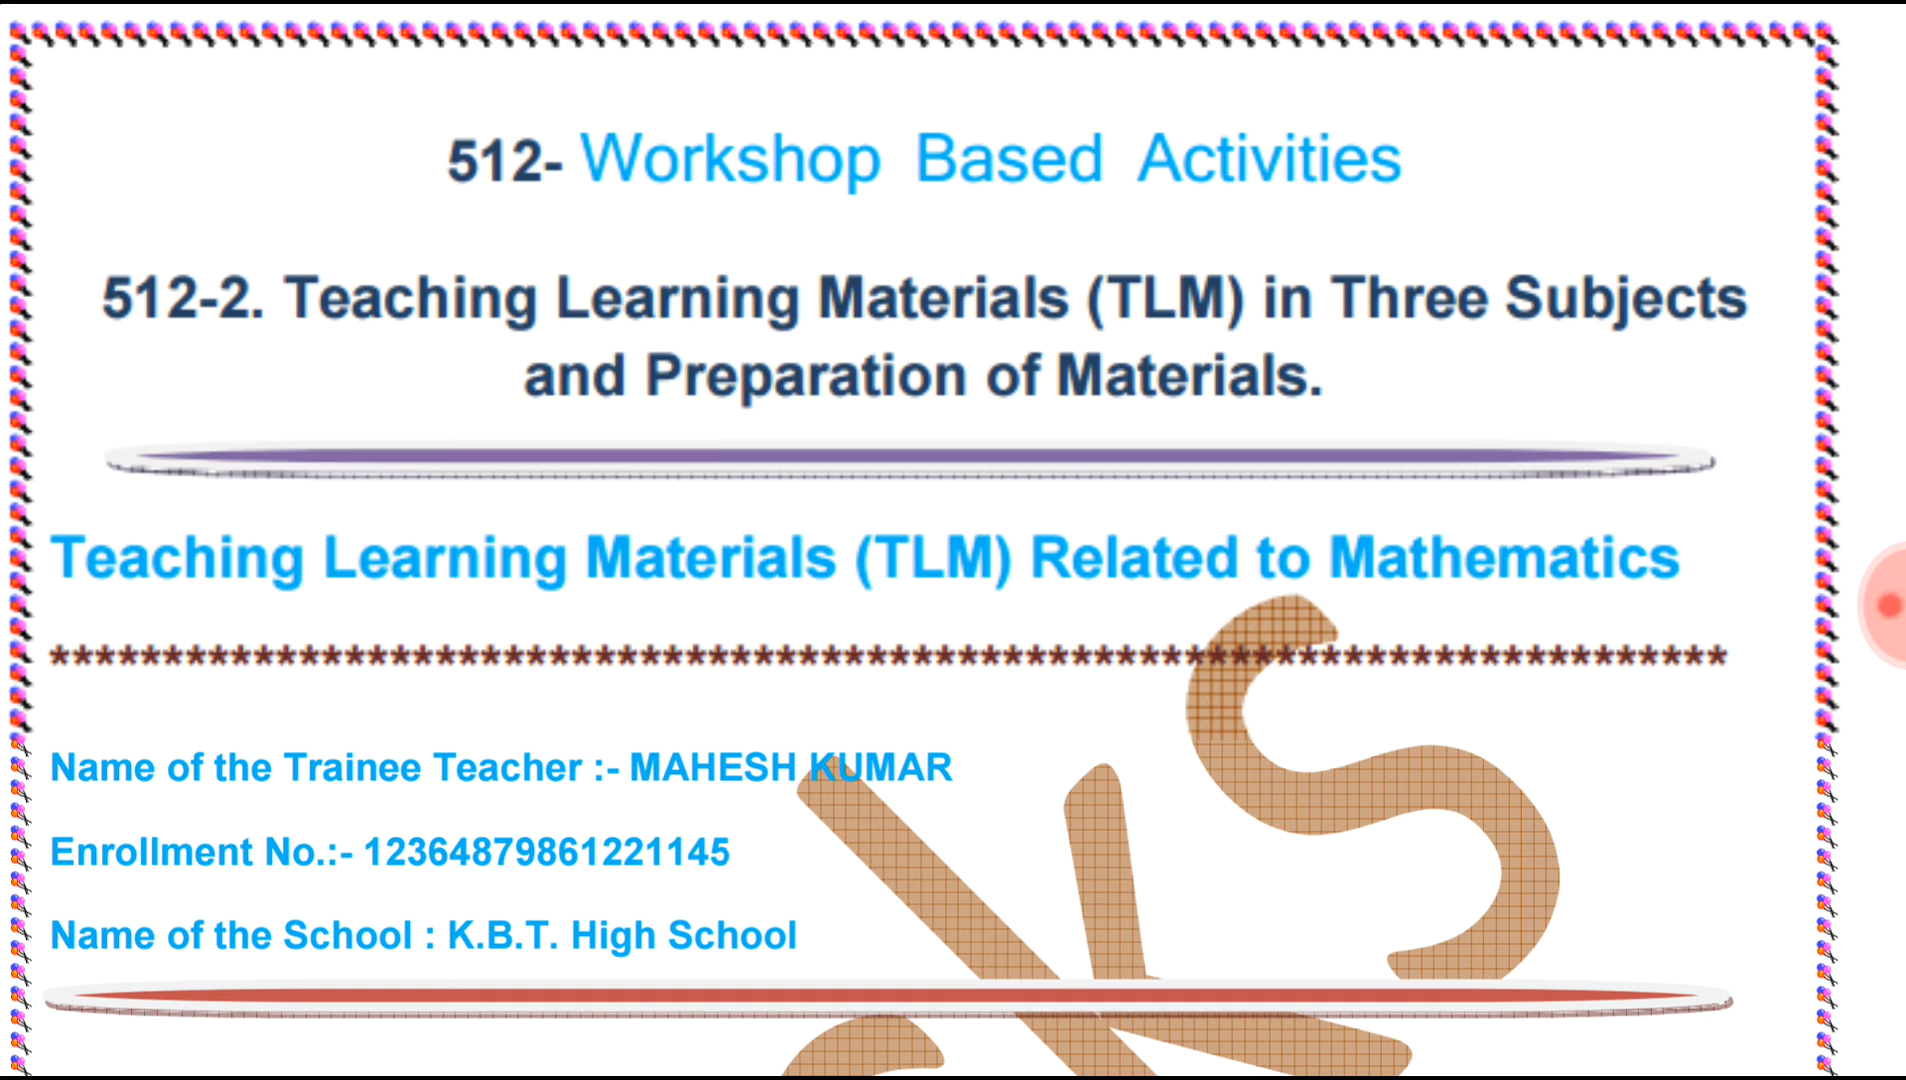 512- Workshop Based Activities
512-2. Teaching Learning Materials (TLM) in Three Subjects
and Preparation of Materials.
Teaching Learning Materials (TLM) Related to Mathematics
**************************************************************************
Name of the Trainee Teacher :- MAHESH KUMAR
Enrollment No.:- 12364879861221145
Name of the School : K.B.T. High School